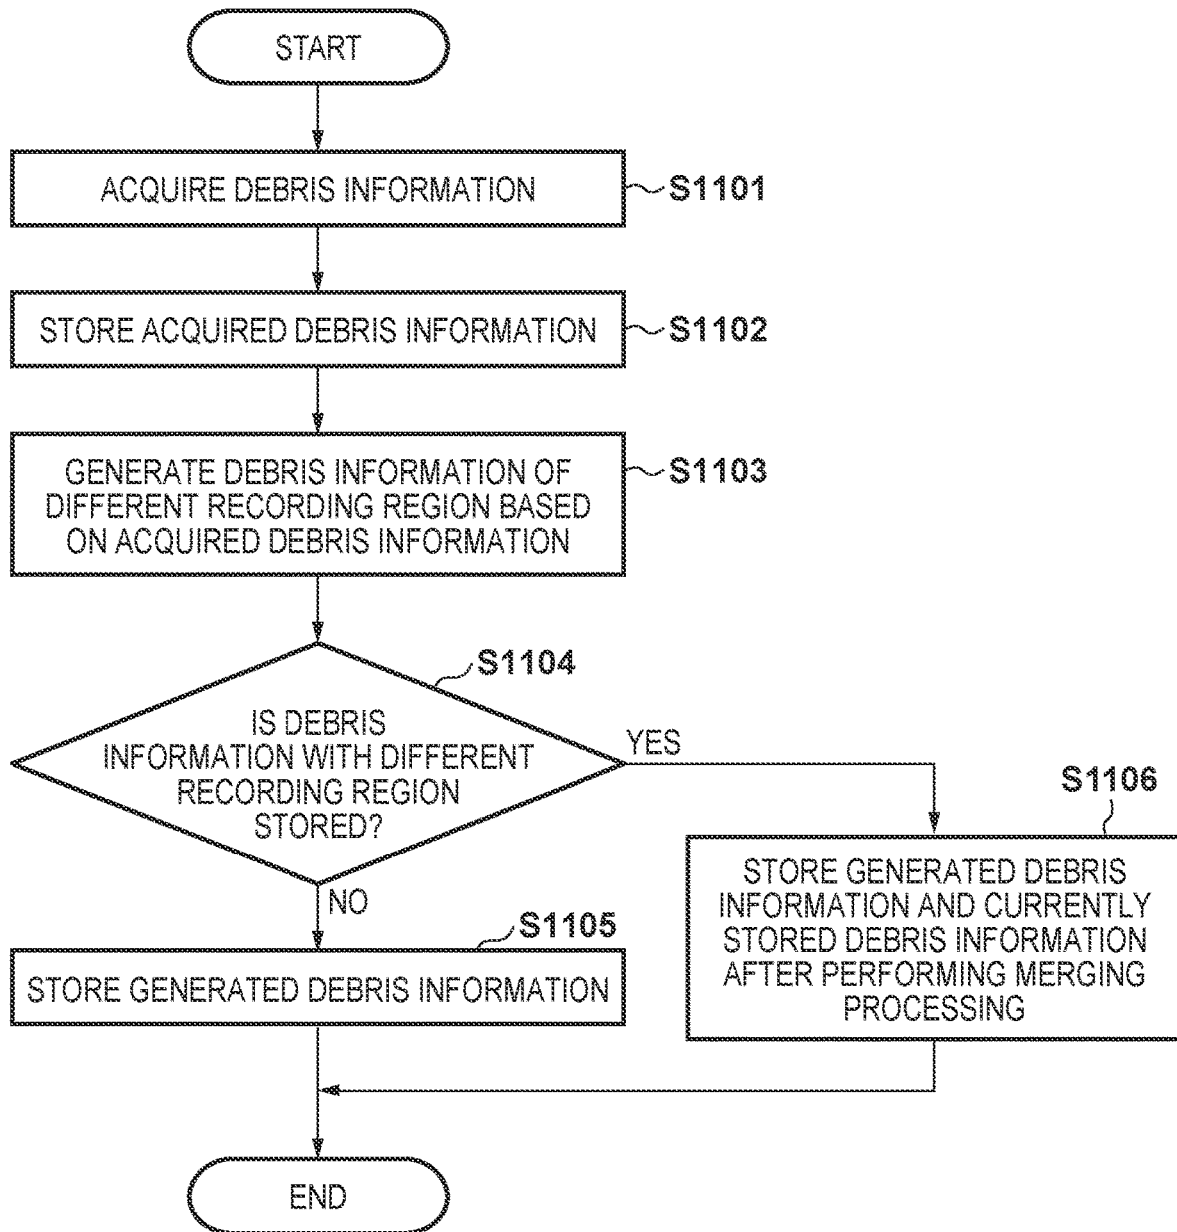 START
ACQUIRE DEBRIS INFORMATION
S1101
STORE ACQUIRED DEBRIS INFORMATION
S1102
GENERATE DEBRIS INFORMATION OF
DIFFERENT RECORDING REGION BASED
ON ACQUIRED DEBRIS INFORMATION
S1103
S1104
IS DEBRIS
INFORMATION WITH DIFFERENT
RECORDING REGION
STORED?
YES
NO
S1105
STORE GENERATED DEBRIS INFORMATION
S1106
STORE GENERATED DEBRIS
INFORMATION AND CURRENTLY
STORED DEBRIS INFORMATION
AFTER PERFORMING MERGING
PROCESSING
END